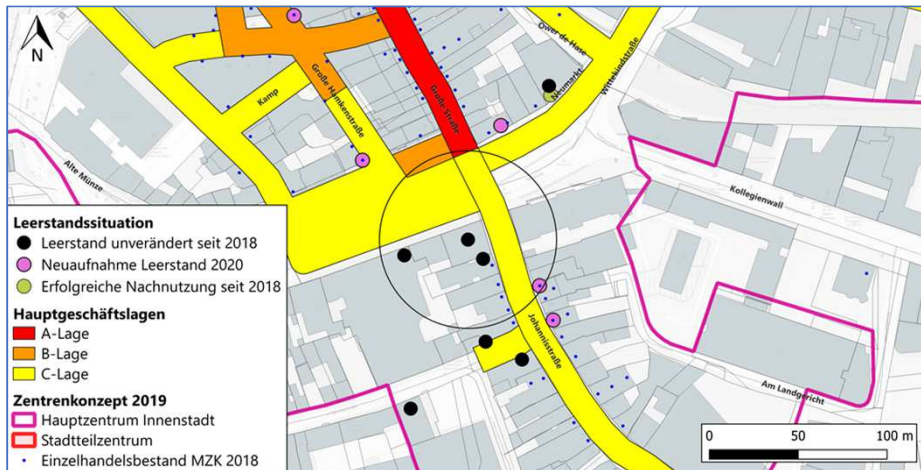 N
Öwer de Hase
Große Hamkenstraße
Neumarkt
Wittekindstraße
Kamp
Große Straße
Alte Münze
Kollegienwall
Leerstandssituation
Leerstand unverändert seit 2018
Neuaufnahme Leerstand 2020
Erfolgreiche Nachnutzung seit 2018
Hauptgeschäftslagen
A-Lage
B-Lage
C-Lage
Johannisstraße
Am Landgericht
Zentrenkonzept 2019
Hauptzentrum Innenstadt
Stadtteilzentrum
Einzelhandelsbestand MZK 2018
0 50 100 m